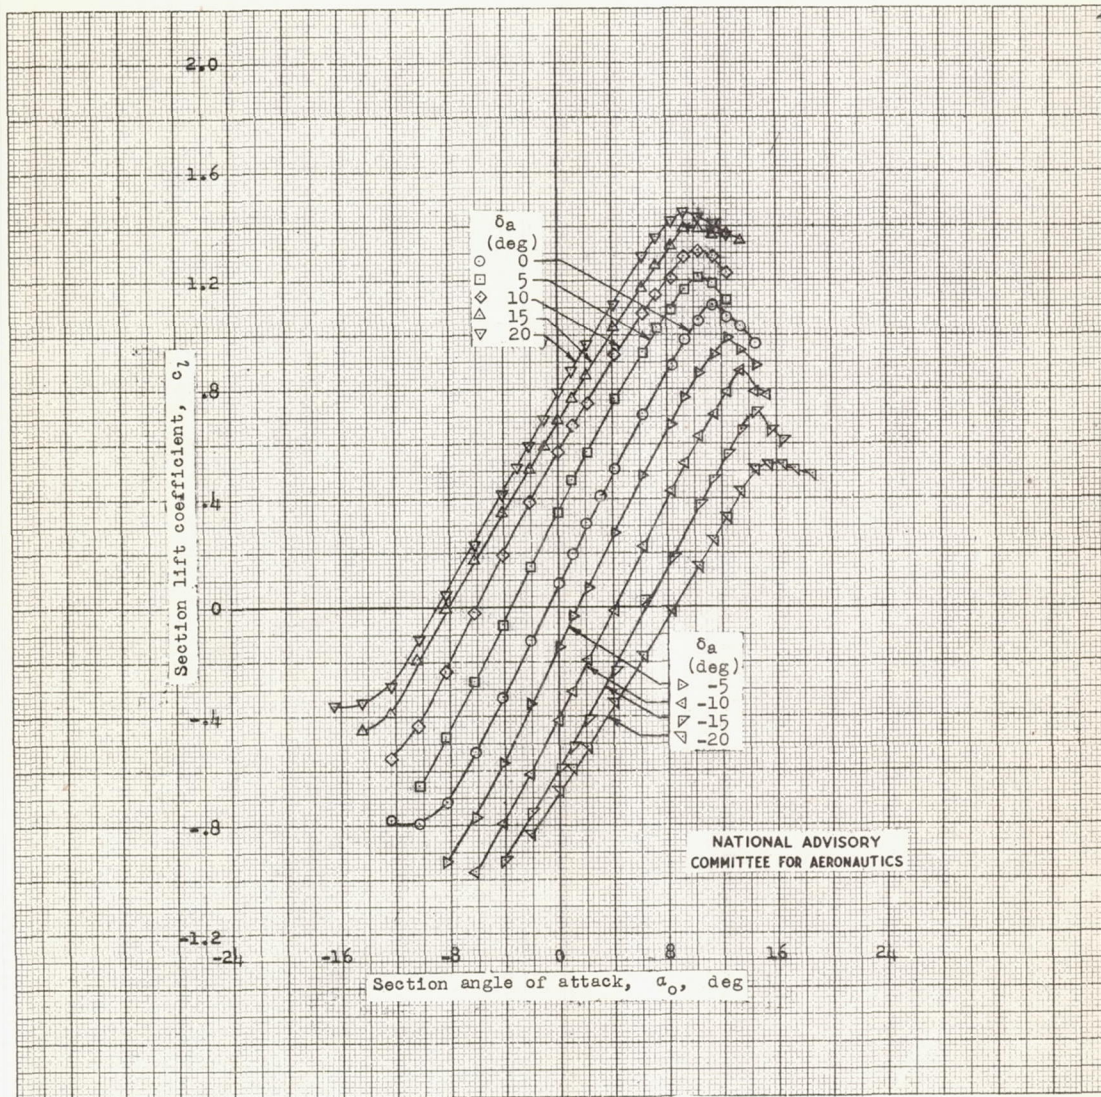 2.0
1.6
1.2
.8
.4
0
-.4
-.8
-1.2
Section lift coefficient, c_l
δa
(deg)
0
5
10
15
20
δa
(deg)
-5
-10
-15
-20
NATIONAL ADVISORY
COMMITTEE FOR AERONAUTICS
-24 -16 -8 0 8 16 24
Section angle of attack, α₀, deg